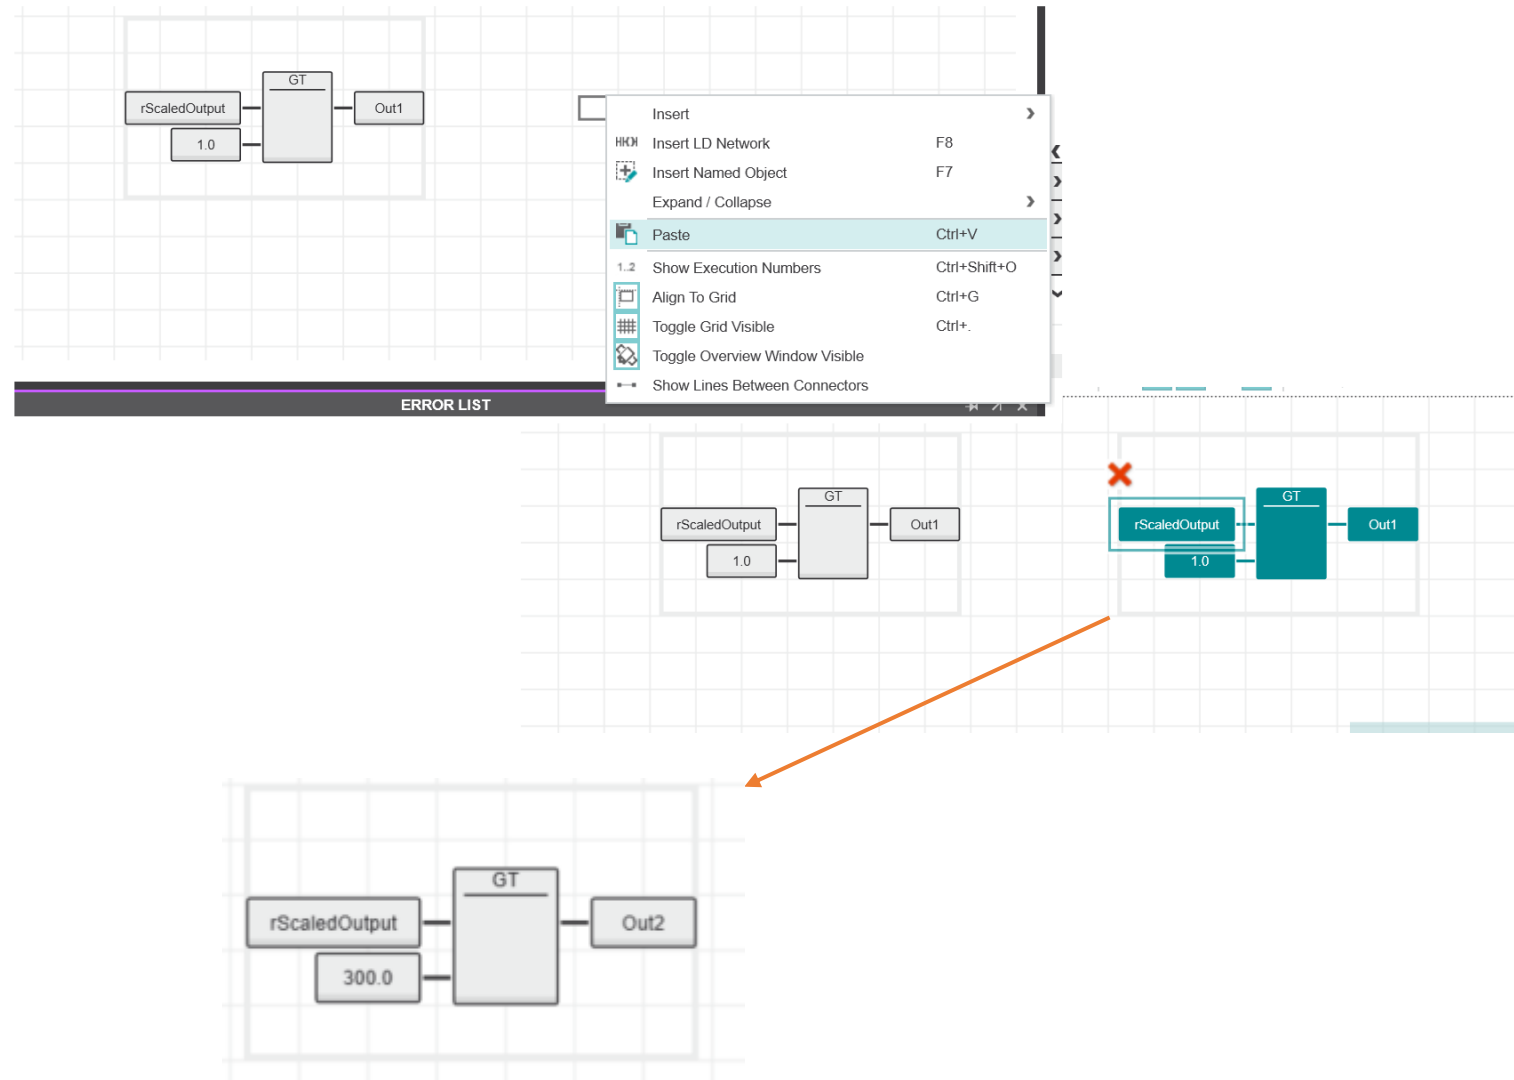 GT
rScaledOutput
Out1
1.0
Insert
Insert LD Network F8
Insert Named Object F7
Expand / Collapse
Paste Ctrl+V
1..2 Show Execution Numbers Ctrl+Shift+O
Align To Grid Ctrl+G
Toggle Grid Visible Ctrl+.
Toggle Overview Window Visible
Show Lines Between Connectors
ERROR LIST
GT
rScaledOutput
Out1
1.0
GT
rScaledOutput
Out1
1.0
GT
rScaledOutput
Out2
300.0